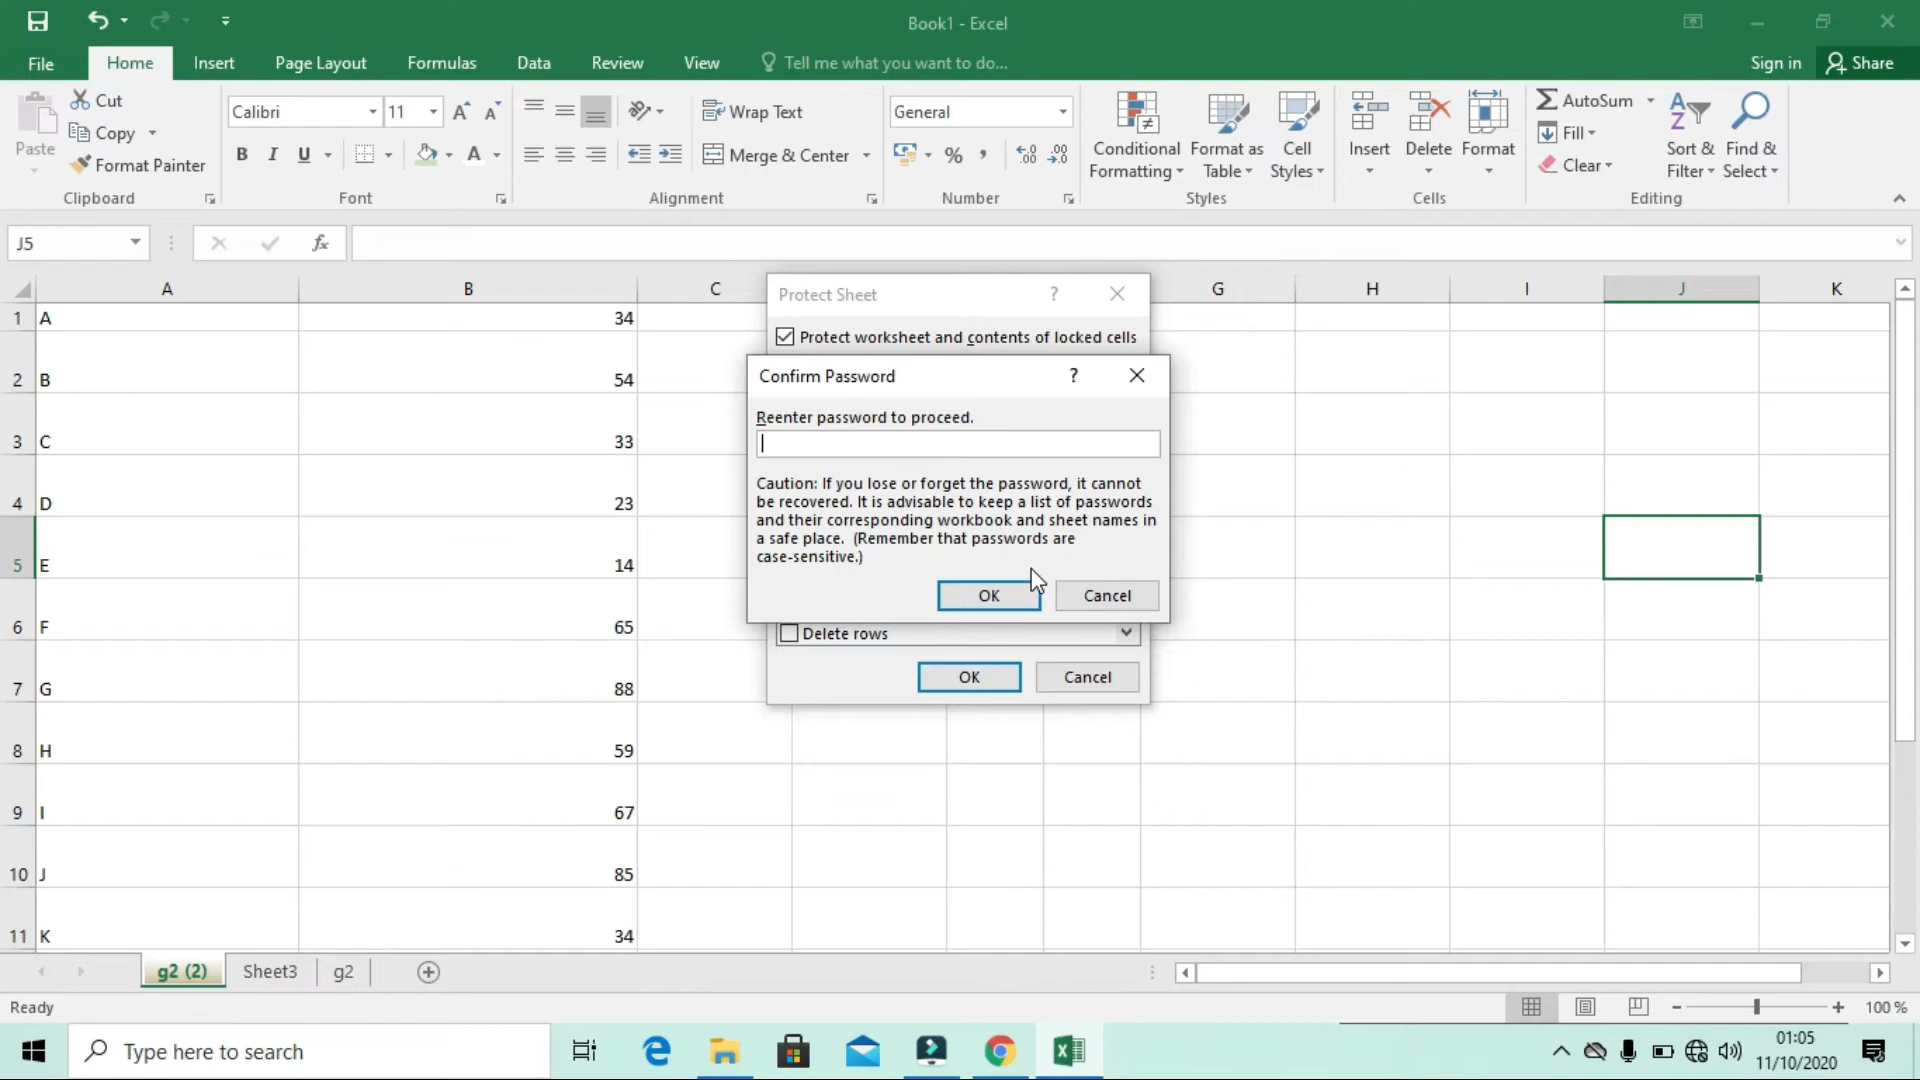 Book1 - Excel
File Home Insert Page Layout Formulas Data Review View Tell me what you want to do... Sign in Share
Paste
Cut
Copy
Format Painter
Clipboard
Calibri 11
B I U A
Font
Wrap Text
Merge & Center
Alignment
General
% ,
Number
Conditional Formatting
Format as Table
Cell Styles
Styles
Insert
Delete
Format
Cells
AutoSum
Fill
Clear
Sort & Filter
Find & Select
Editing
J5 fx
A B C G H I J K
1 A 34
2 B 54
3 C 33
4 D 23
5 E 14
6 F 65
7 G 88
8 H 59
9 I 67
10 J 85
11 K 34
Protect Sheet ?
Protect worksheet and contents of locked cells
Confirm Password ?
Reenter password to proceed.
Caution: If you lose or forget the password, it cannot
be recovered. It is advisable to keep a list of passwords
and their corresponding workbook and sheet names in
a safe place. (Remember that passwords are
case-sensitive.)
OK Cancel
Delete rows
OK Cancel
g2 (2) Sheet3 g2
Ready
100 %
Type here to search
01:05
11/10/2020